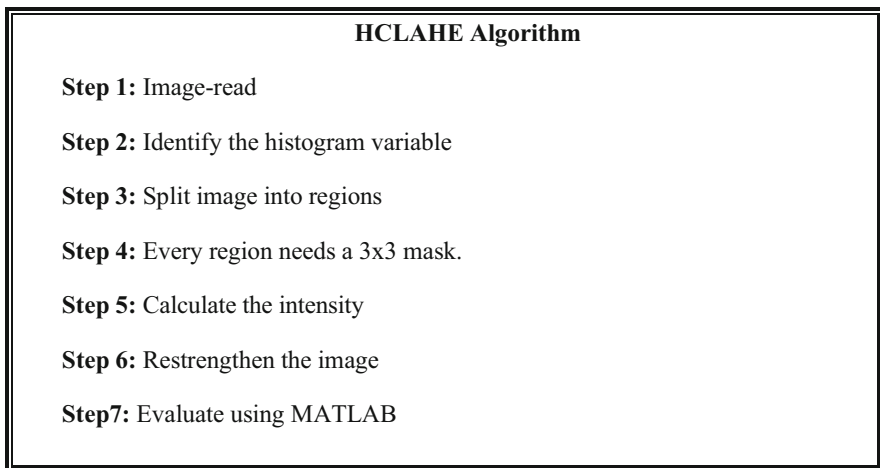 HCLAHE Algorithm
Step 1: Image-read
Step 2: Identify the histogram variable
Step 3: Split image into regions
Step 4: Every region needs a 3x3 mask.
Step 5: Calculate the intensity
Step 6: Restrengthen the image
Step7: Evaluate using MATLAB